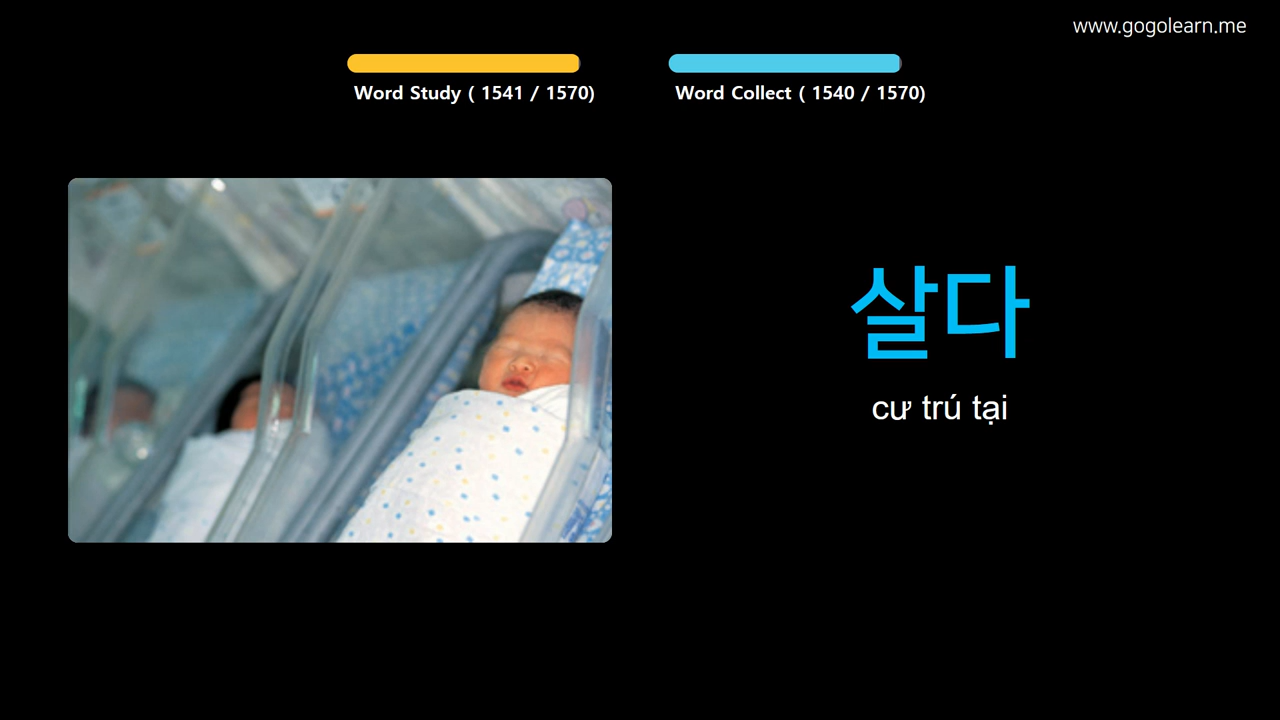 www.gogolearn.me
Word Study ( 1541 / 1570)
Word Collect ( 1540 / 1570)
살다
cư trú tại